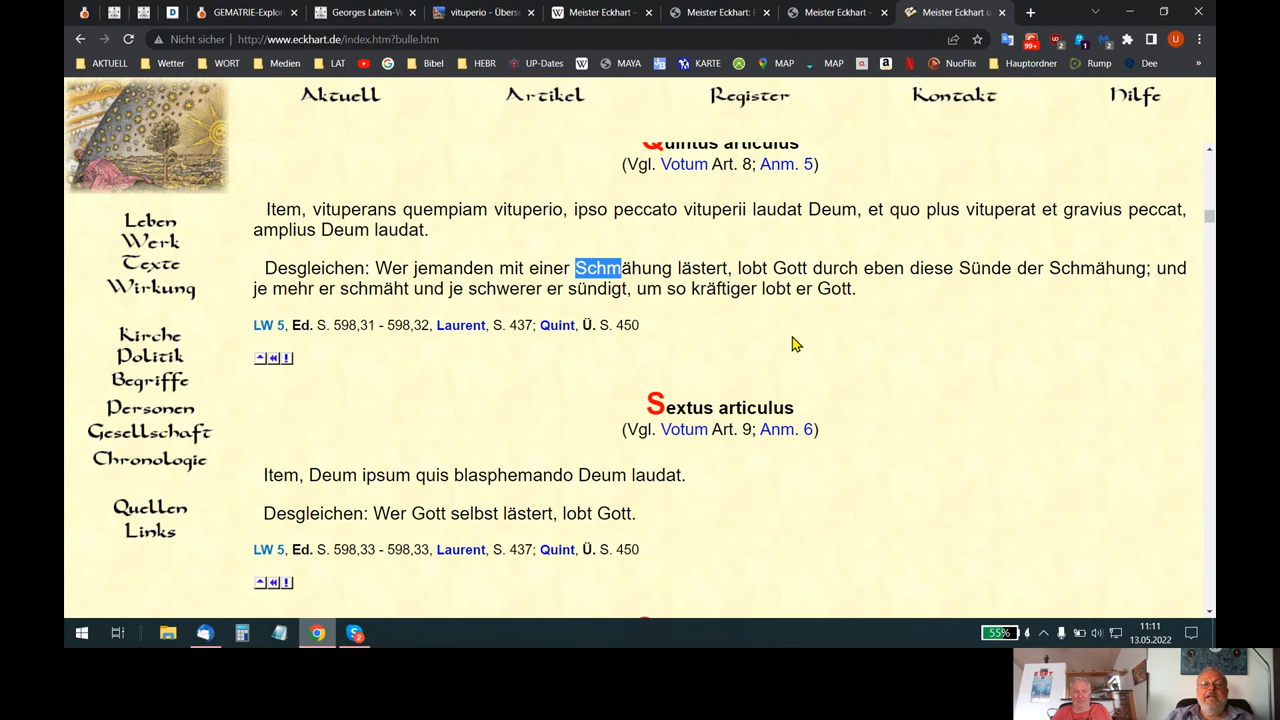 GEMATRIE-Explor
Georges Latein-W
vituperio - Überse
Meister Eckhart –
Meister Eckhart: P
Meister Eckhart –
Meister Eckhart u
Nicht sicher | http://www.eckhart.de/index.htm?bulle.htm
99+ 2 1 2 U
AKTUELL Wetter WORT Medien LAT Bibel HEBR UP-Dates MAYA KARTE MAP MAP NuoFlix Hauptordner Rump Dee »
Aktuell Artikel Register Kontakt Hilfe
Quintus articulus
(Vgl. Votum Art. 8; Anm. 5)
Item, vituperans quempiam vituperio, ipso peccato vituperii laudat Deum, et quo plus vituperat et gravius peccat,
amplius Deum laudat.
Desgleichen: Wer jemanden mit einer Schmähung lästert, lobt Gott durch eben diese Sünde der Schmähung; und
je mehr er schmäht und je schwerer er sündigt, um so kräftiger lobt er Gott.
LW 5, Ed. S. 598,31 - 598,32, Laurent, S. 437; Quint, Ü. S. 450
Sextus articulus
(Vgl. Votum Art. 9; Anm. 6)
Item, Deum ipsum quis blasphemando Deum laudat.
Desgleichen: Wer Gott selbst lästert, lobt Gott.
LW 5, Ed. S. 598,33 - 598,33, Laurent, S. 437; Quint, Ü. S. 450
Leben
Werk
Texte
Wirkung
Kirche
Politik
Begriffe
Personen
Gesellschaft
Chronologie
Quellen
Links
55%
11:11
13.05.2022